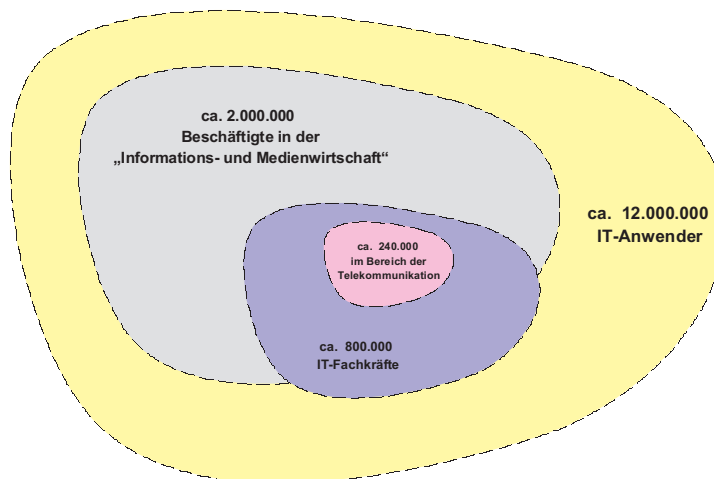 ca. 2.000.000
Beschäftigte in der
„Informations- und Medienwirtschaft“
ca. 12.000.000
IT-Anwender
ca. 240.000
im Bereich der
Telekommunikation
ca. 800.000
IT-Fachkräfte